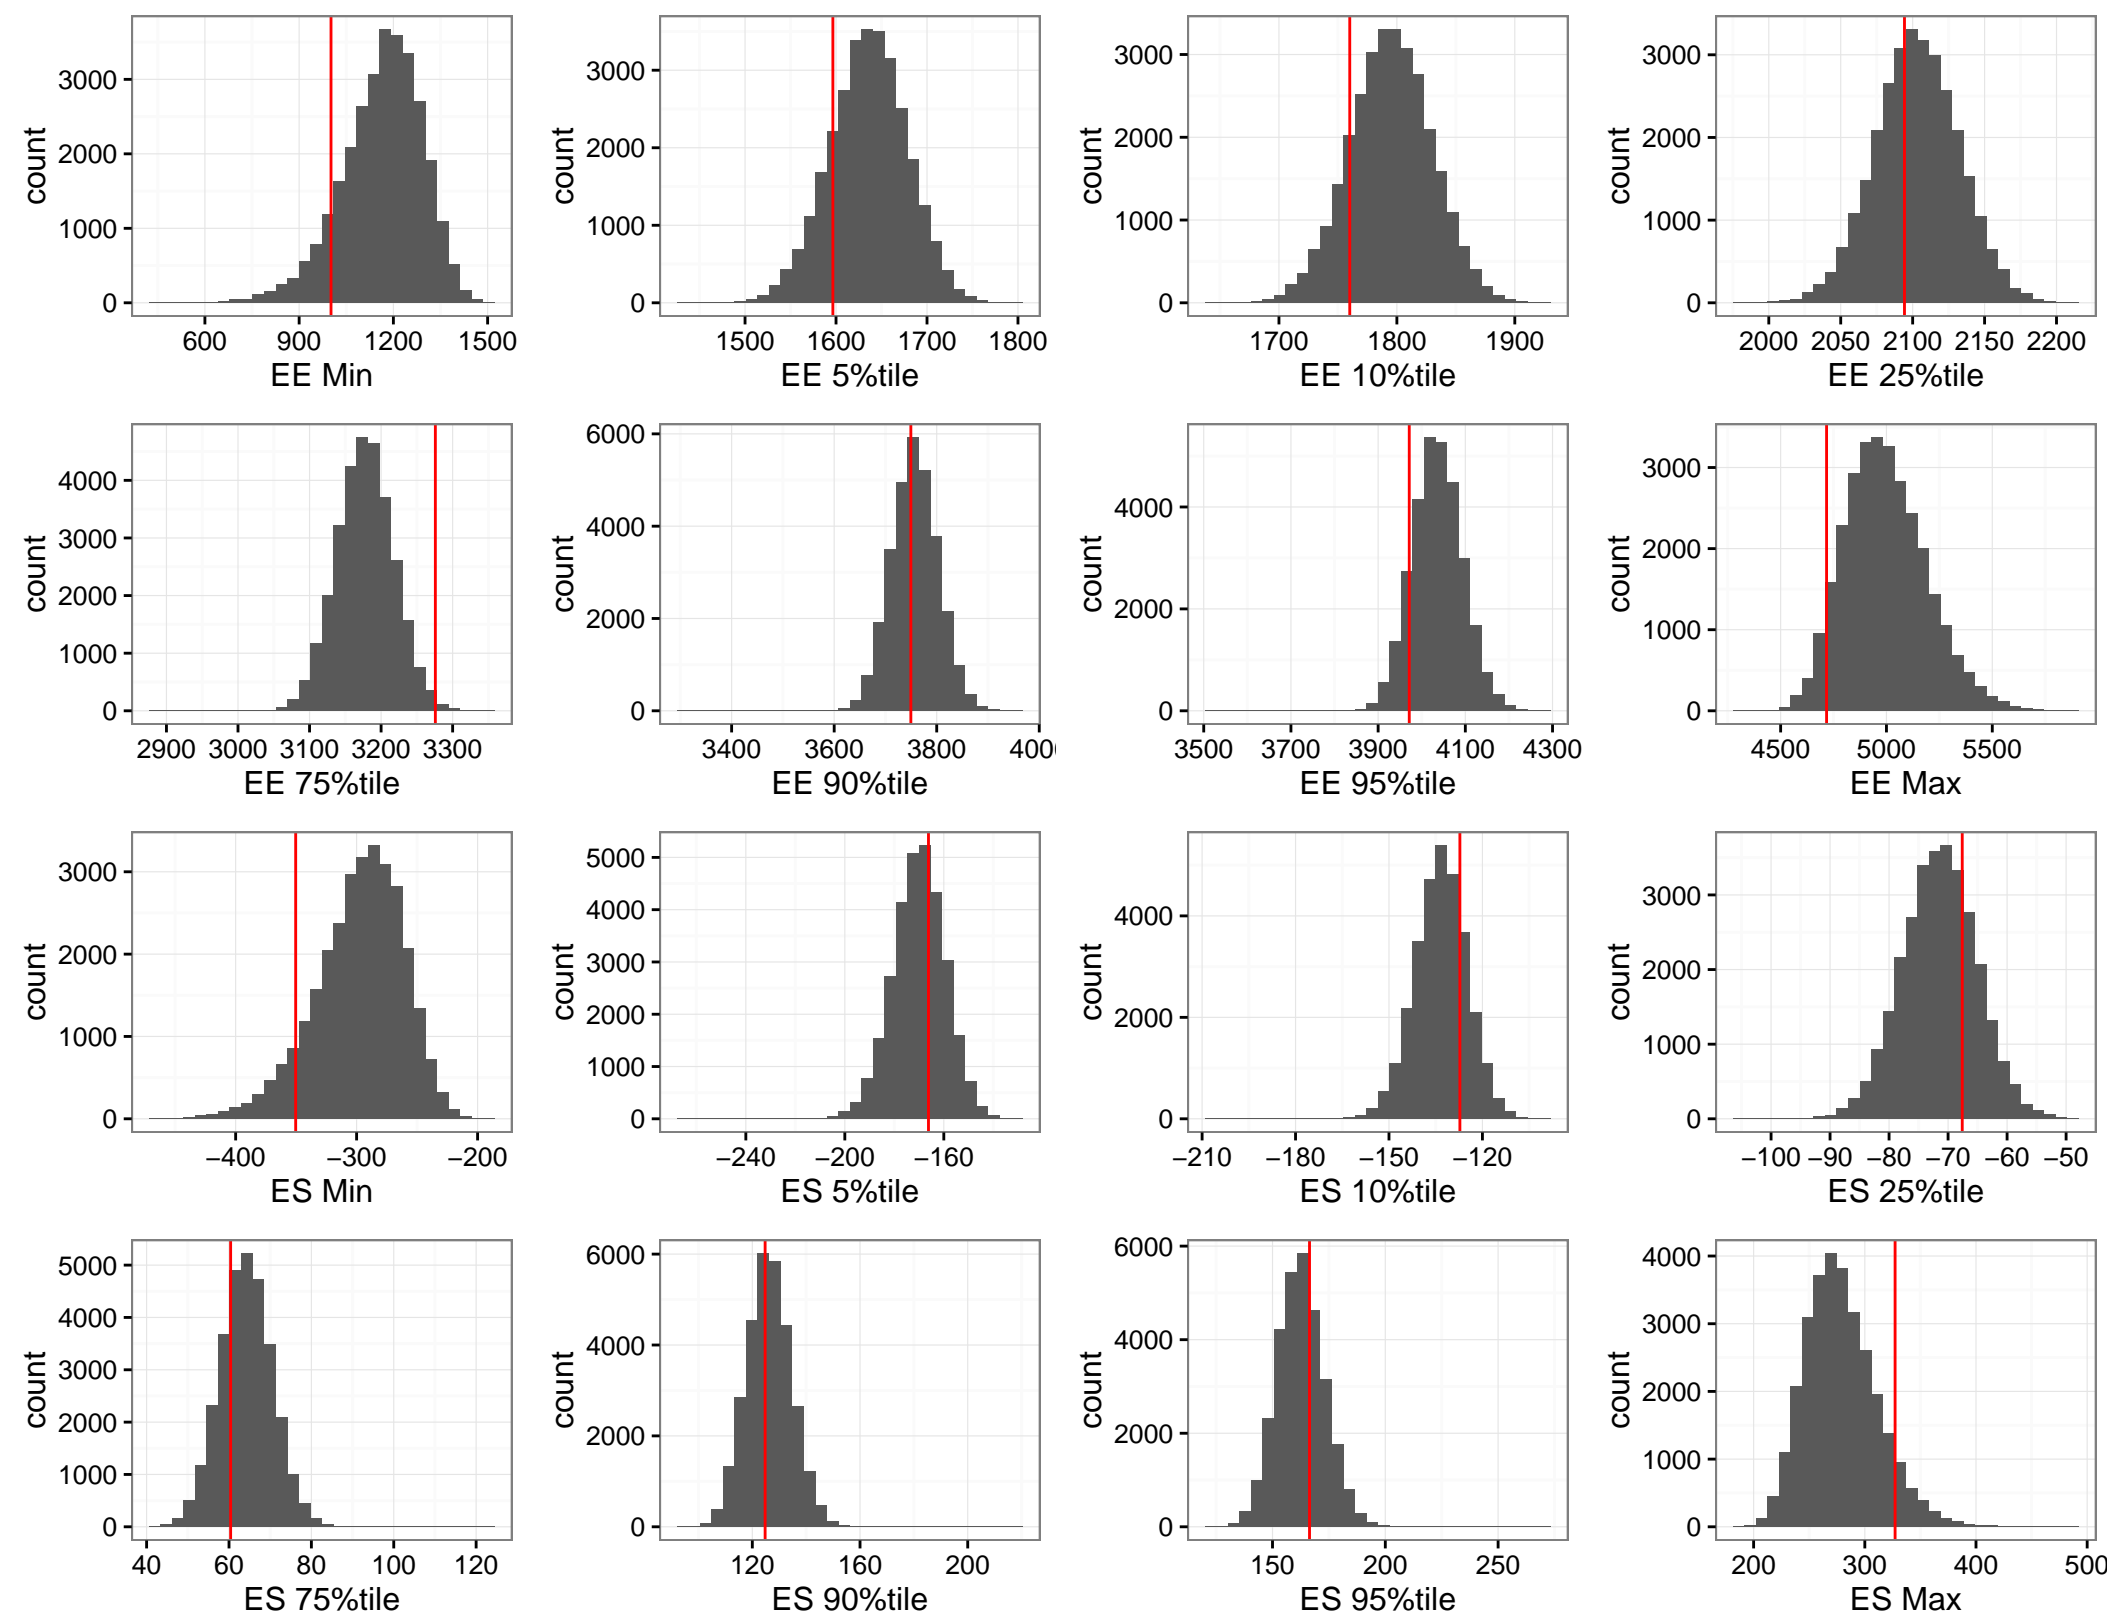 count
3000
2000
1000
0
600 900 1200 1500
EE Min
count
3000
2000
1000
0
1500 1600 1700 1800
EE 5%tile
count
3000
2000
1000
0
1700 1800 1900
EE 10%tile
count
3000
2000
1000
0
2000 2050 2100 2150 2200
EE 25%tile
count
4000
3000
2000
1000
0
2900 3000 3100 3200 3300
EE 75%tile
count
6000
4000
2000
0
3400 3600 3800 400
EE 90%tile
count
4000
2000
0
3500 3700 3900 4100 4300
EE 95%tile
count
3000
2000
1000
0
4500 5000 5500
EE Max
count
3000
2000
1000
0
−400 −300 −200
ES Min
count
5000
4000
3000
2000
1000
0
−240 −200 −160
ES 5%tile
count
4000
2000
0
−210 −180 −150 −120
ES 10%tile
count
3000
2000
1000
0
−100 −90 −80 −70 −60 −50
ES 25%tile
count
5000
4000
3000
2000
1000
0
40 60 80 100 120
ES 75%tile
count
6000
4000
2000
0
120 160 200
ES 90%tile
count
6000
4000
2000
0
150 200 250
ES 95%tile
count
4000
3000
2000
1000
0
200 300 400 500
ES Max